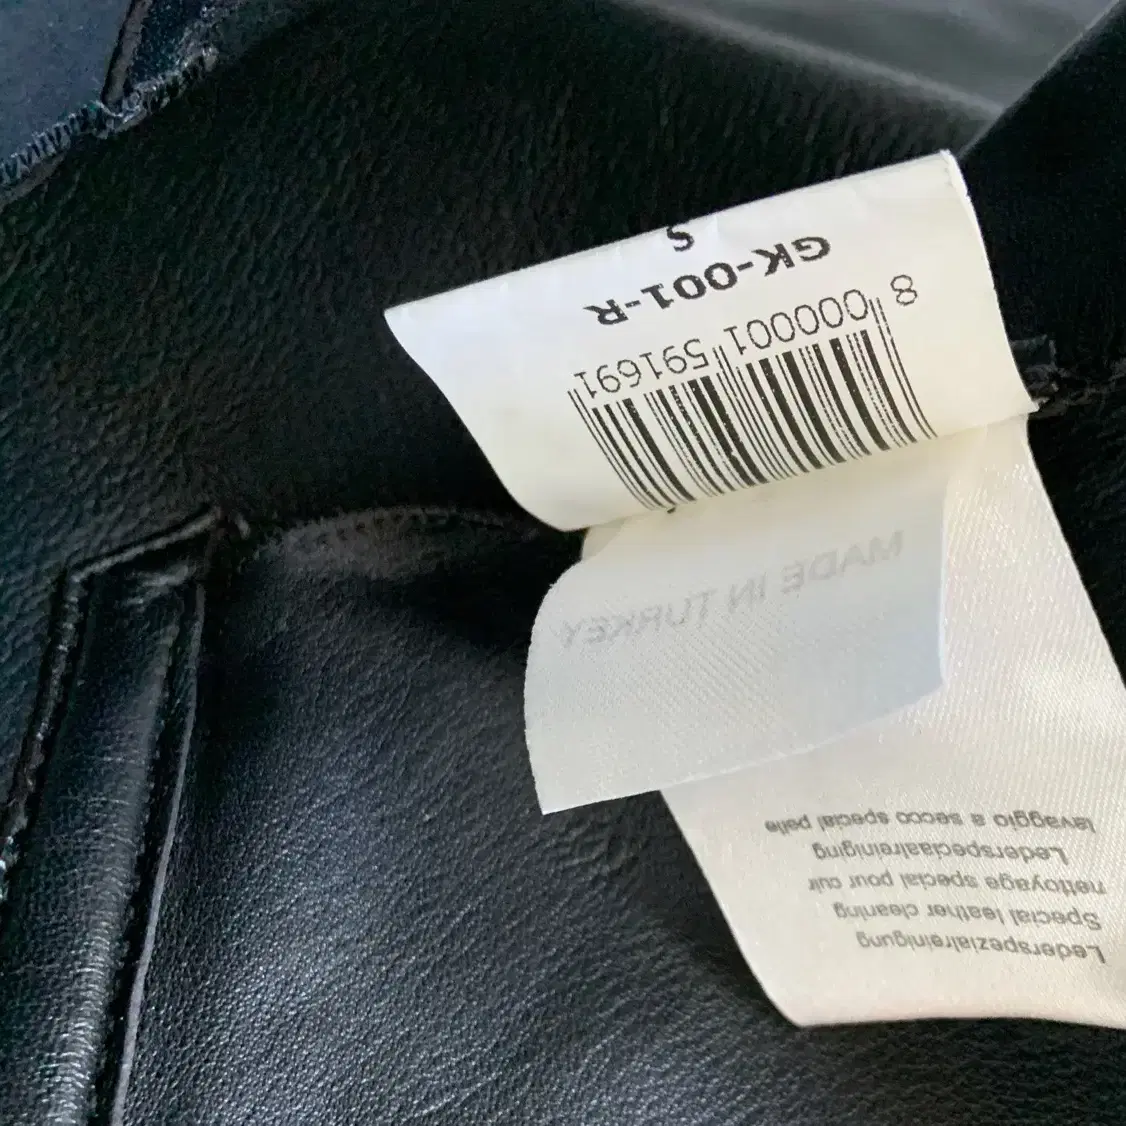 Lederspezialreinigung
Special leather cleaning
nettoyage special pour cuir
Lederspeciaalreiniging
lavaggio a secco special pelle
MADE IN TURKEY
8 000001 591691
GK-001-R
S